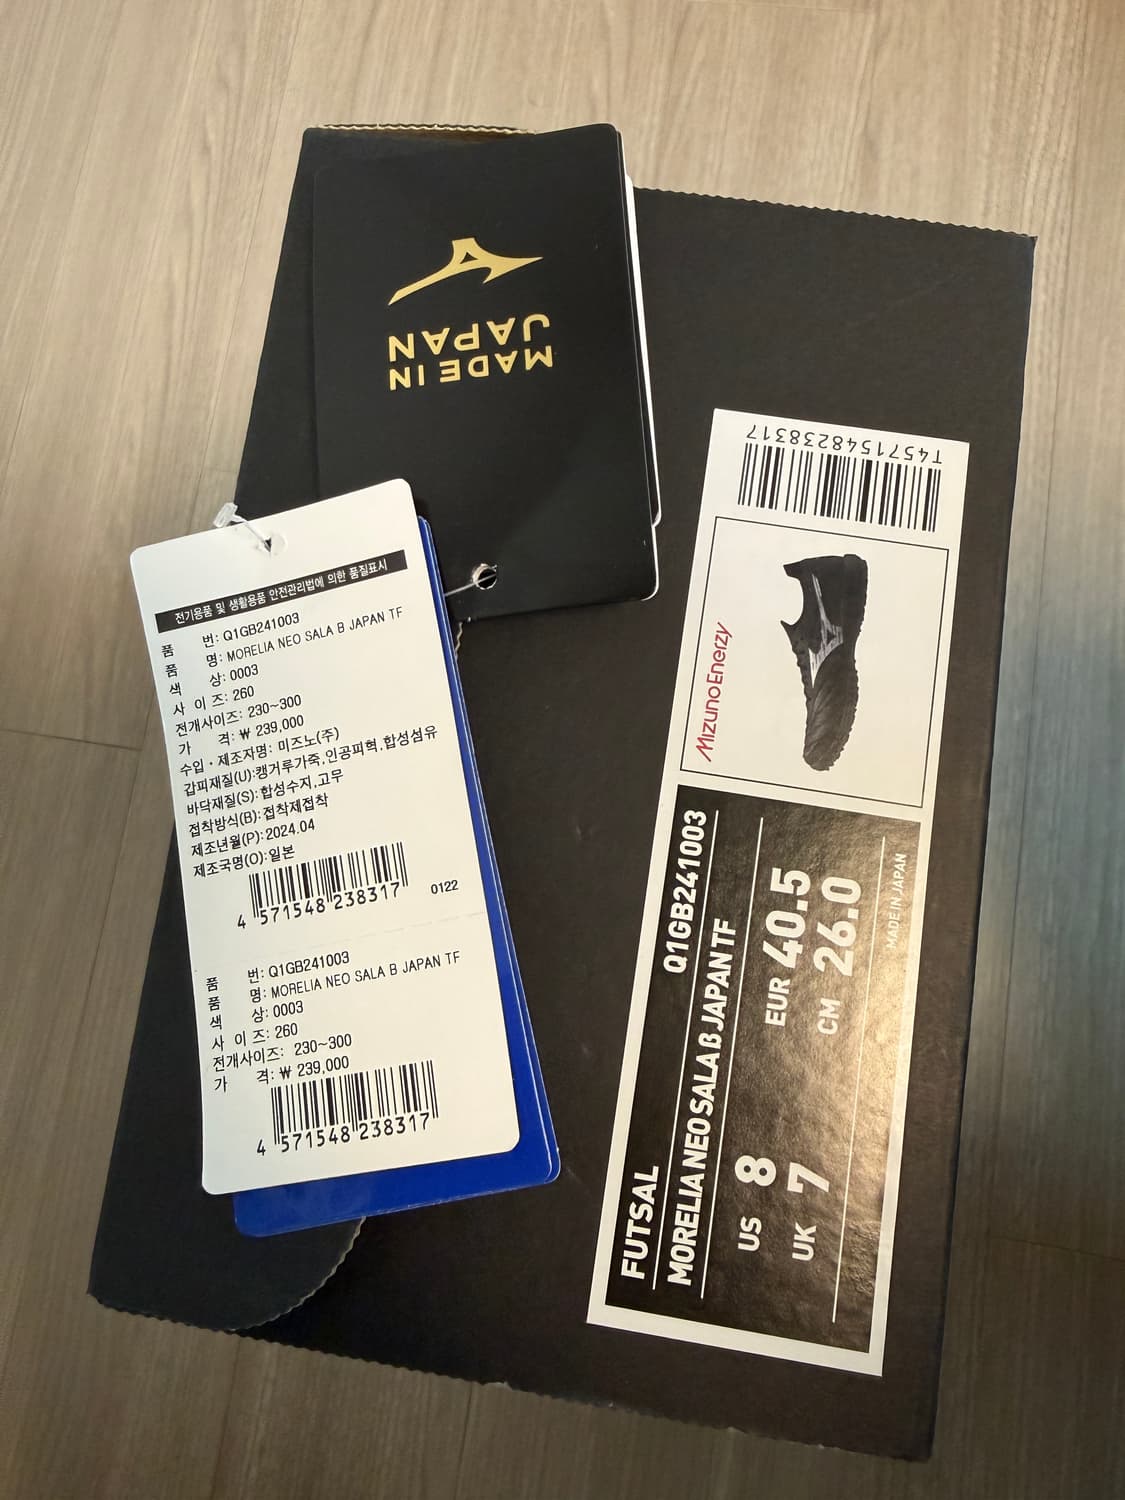 MADE IN
JAPAN
전기용품 및 생활용품 안전관리법에 의한 품질표시
품 번: Q1GB241003
품 명: MORELIA NEO SALA B JAPAN TF
색 상: 0003
사 이 즈: 260
전개사이즈: 230~300
가 격: ₩ 239,000
수입・제조자명: 미즈노(주)
갑피재질(U):캥거루가죽,인공피혁,합성섬유
바닥재질(S):합성수지,고무
접착방식(B):접착제접착
제조년월(P):2024.04
제조국명(O):일본
4 571548 238317
0122
품 번: Q1GB241003
품 명: MORELIA NEO SALA B JAPAN TF
색 상: 0003
사 이 즈: 260
전개사이즈: 230~300
가 격: ₩ 239,000
4 571548 238317
T4571548238317
MizunoEnerzy
FUTSAL Q1GB241003
MORELIA NEO SALA β JAPAN TF
US 8 EUR 40.5
UK 7 CM 26.0
MADE IN JAPAN